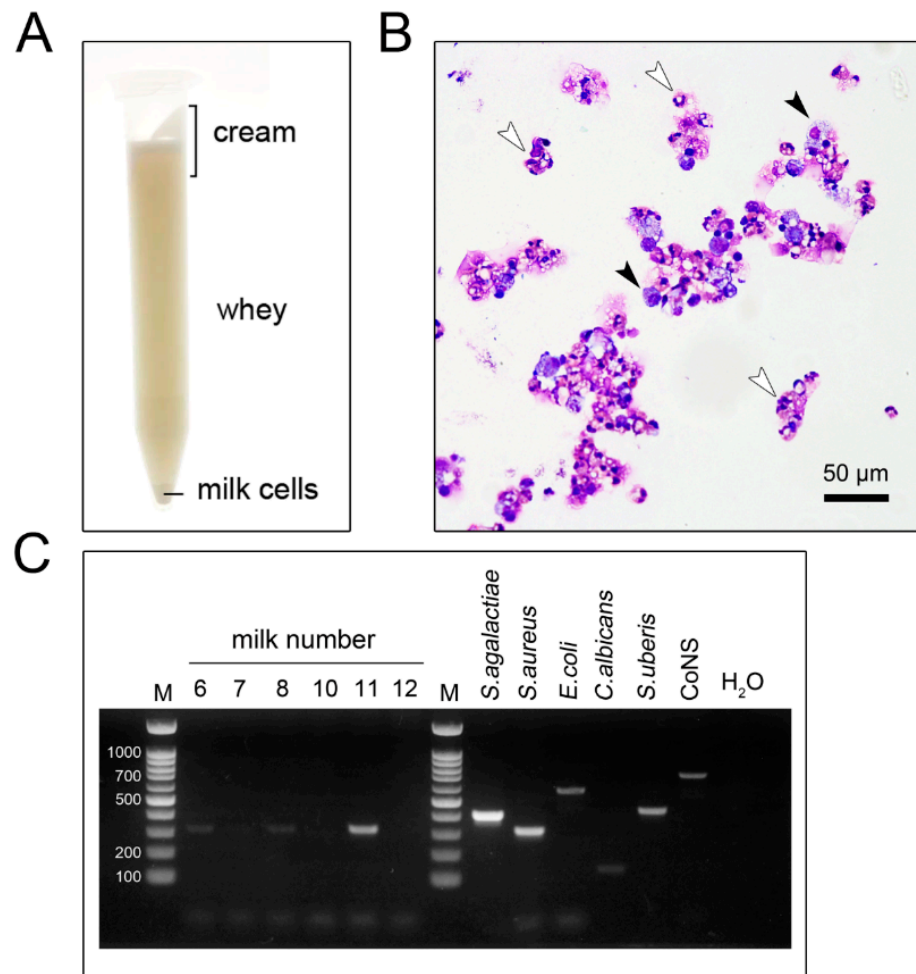 A
cream
whey
milk cells
B
50 µm
C
milk number
M 6 7 8 10 11 12 M S.agalactiae S.aureus E.coli C.albicans S.uberis CoNS H₂O
1000
700
500
200
100